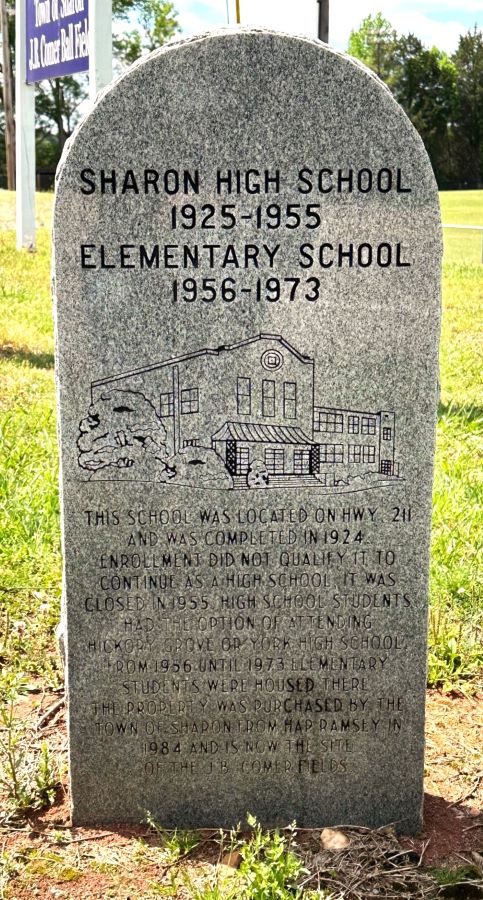 Town of Sharon
J.B. Comer Ball Field
SHARON HIGH SCHOOL
1925-1955
ELEMENTARY SCHOOL
1956-1973
THIS SCHOOL WAS LOCATED ON HWY. 211
AND WAS COMPLETED IN 1924.
ENROLLMENT DID NOT QUALIFY IT TO
CONTINUE AS A HIGH SCHOOL. IT WAS
CLOSED IN 1955. HIGH SCHOOL STUDENTS
HAD THE OPTION OF ATTENDING
HICKORY GROVE OR YORK HIGH SCHOOL.
FROM 1956 UNTIL 1973 ELEMENTARY
STUDENTS WERE HOUSED THERE.
THE PROPERTY WAS PURCHASED BY THE
TOWN OF SHARON FROM HAP RAMSEY IN
1984 AND IS NOW THE SITE
OF THE J.B. COMER FIELDS.